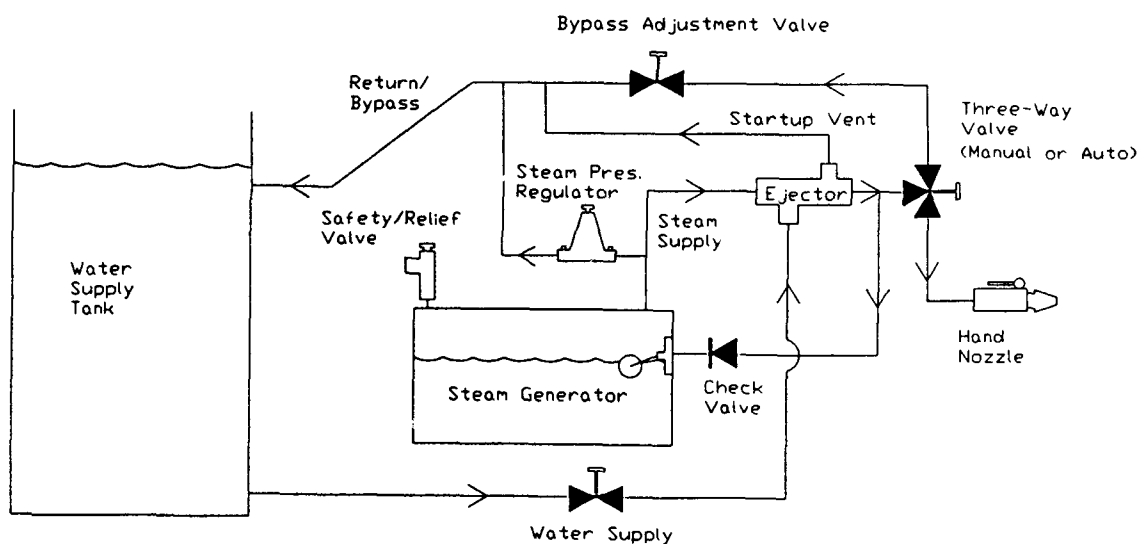 Bypass Adjustment Valve
Return/
Bypass
Startup Vent
Three-Way
Valve
(Manual or Auto)
Steam Pres.
Regulator
Ejector
Safety/Relief
Valve
Steam
Supply
Water
Supply
Tank
Hand
Nozzle
Steam Generator
Check
Valve
Water Supply